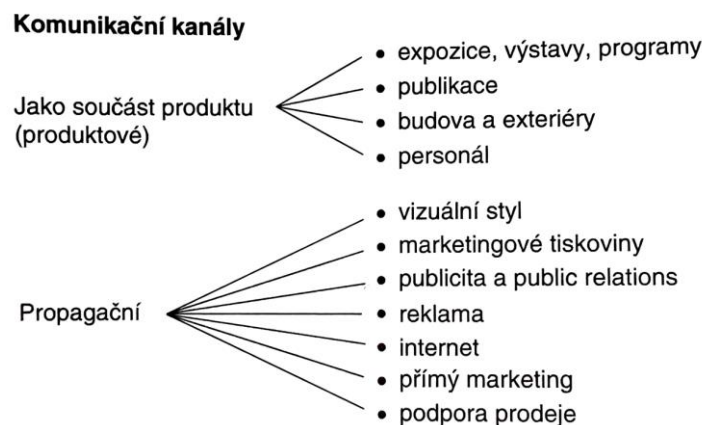 Komunikační kanály
Jako součást produktu
(produktové)
• expozice, výstavy, programy
• publikace
• budova a exteriéry
• personál
Propagační
• vizuální styl
• marketingové tiskoviny
• publicita a public relations
• reklama
• internet
• přímý marketing
• podpora prodeje